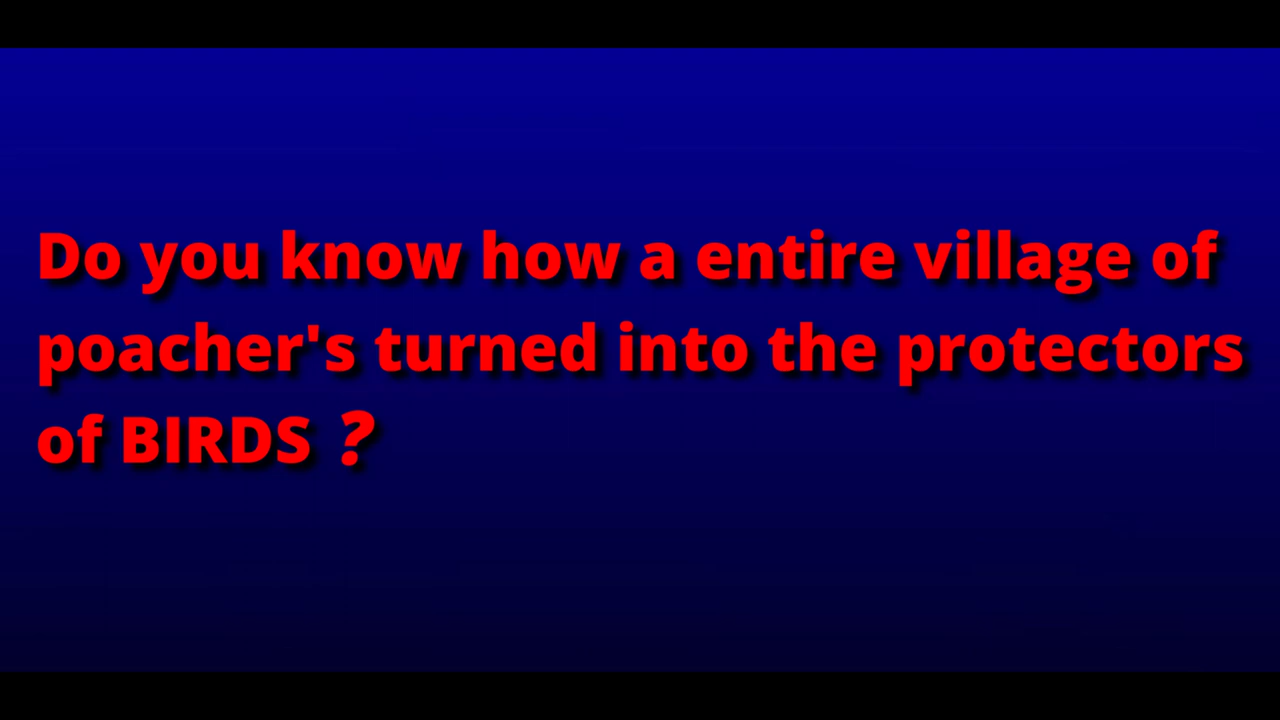 Do you know how a entire village of
poacher's turned into the protectors
of BIRDS ?